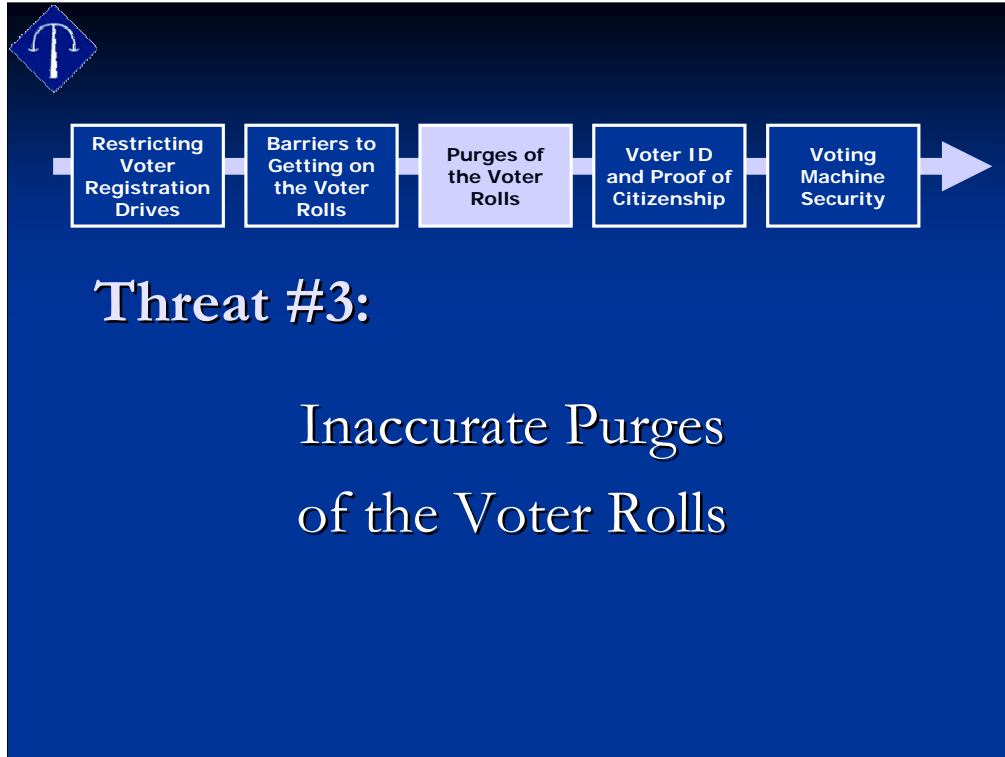 Restricting
Voter
Registration
Drives
Barriers to
Getting on
the Voter
Rolls
Purges of
the Voter
Rolls
Voter ID
and Proof of
Citizenship
Voting
Machine
Security
Threat #3:
Inaccurate Purges
of the Voter Rolls